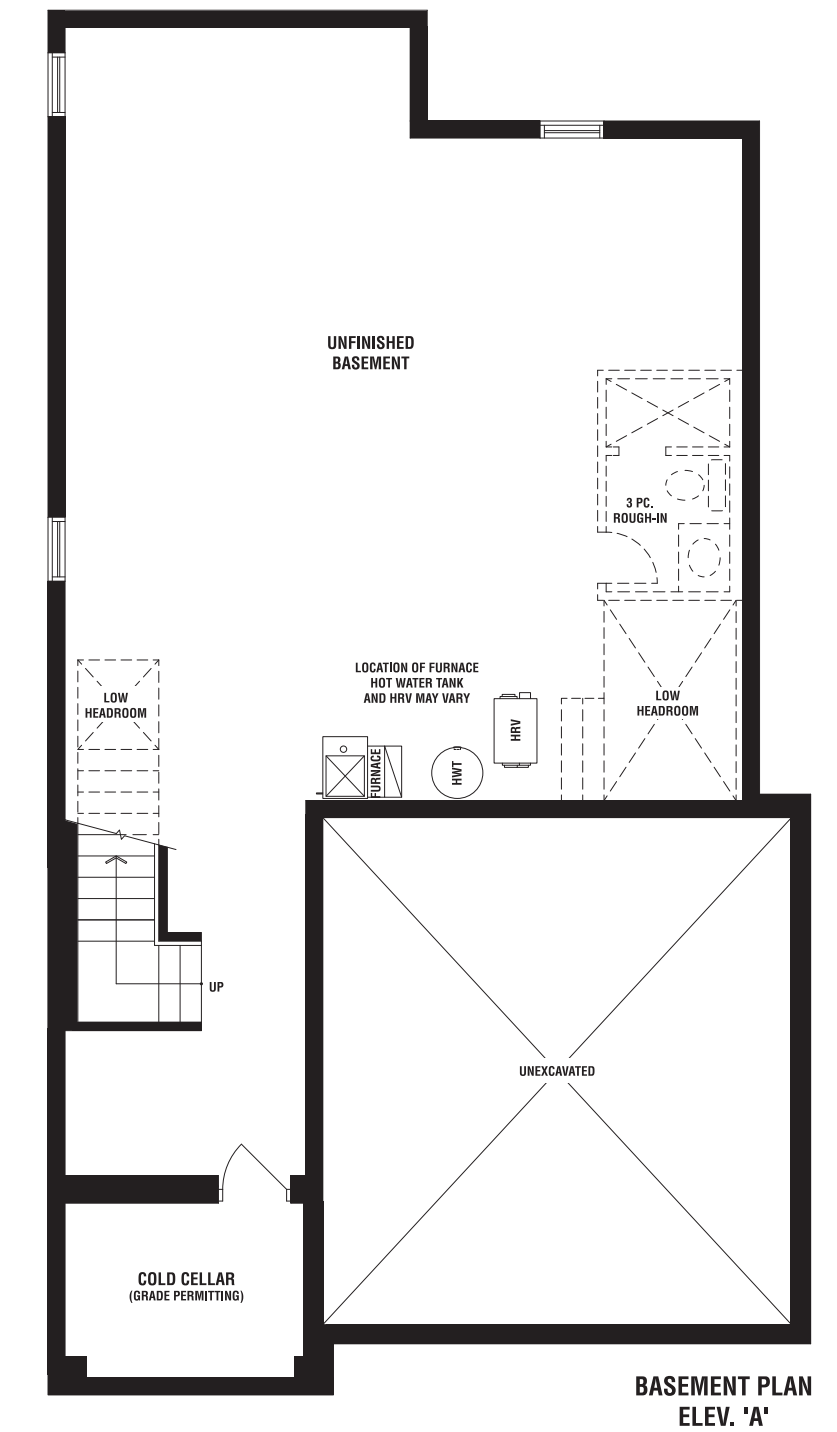 UNFINISHED
BASEMENT
3 PC.
ROUGH-IN
LOCATION OF FURNACE
HOT WATER TANK
AND HRV MAY VARY
LOW
HEADROOM
LOW
HEADROOM
FURNACE
HWT
HRV
UP
UNEXCAVATED
COLD CELLAR
(GRADE PERMITTING)
BASEMENT PLAN
ELEV. 'A'